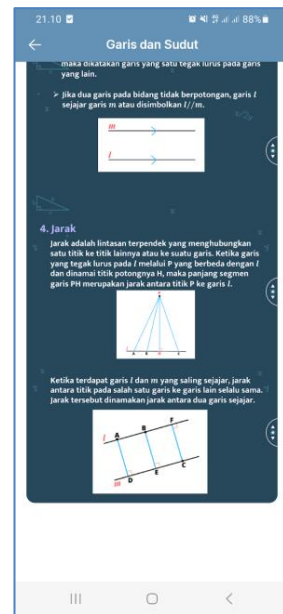 21.10
88%
Garis dan Sudut
maka dikatakan garis yang satu tegak lurus pada garis
yang lain.
➢ Jika dua garis pada bidang tidak berpotongan, garis l
sejajar garis m atau disimbolkan l//m.
m
l
4. Jarak
Jarak adalah lintasan terpendek yang menghubungkan
satu titik ke titik lainnya atau ke suatu garis. Ketika garis
yang tegak lurus pada l melalui P yang berbeda dengan l
dan dinamai titik potongnya H, maka panjang segmen
garis PH merupakan jarak antara titik P ke garis l.
Ketika terdapat garis l dan m yang saling sejajar, jarak
antara titik pada salah satu garis ke garis lain selalu sama.
Jarak tersebut dinamakan jarak antara dua garis sejajar.
F
B
l A
C
E
m D